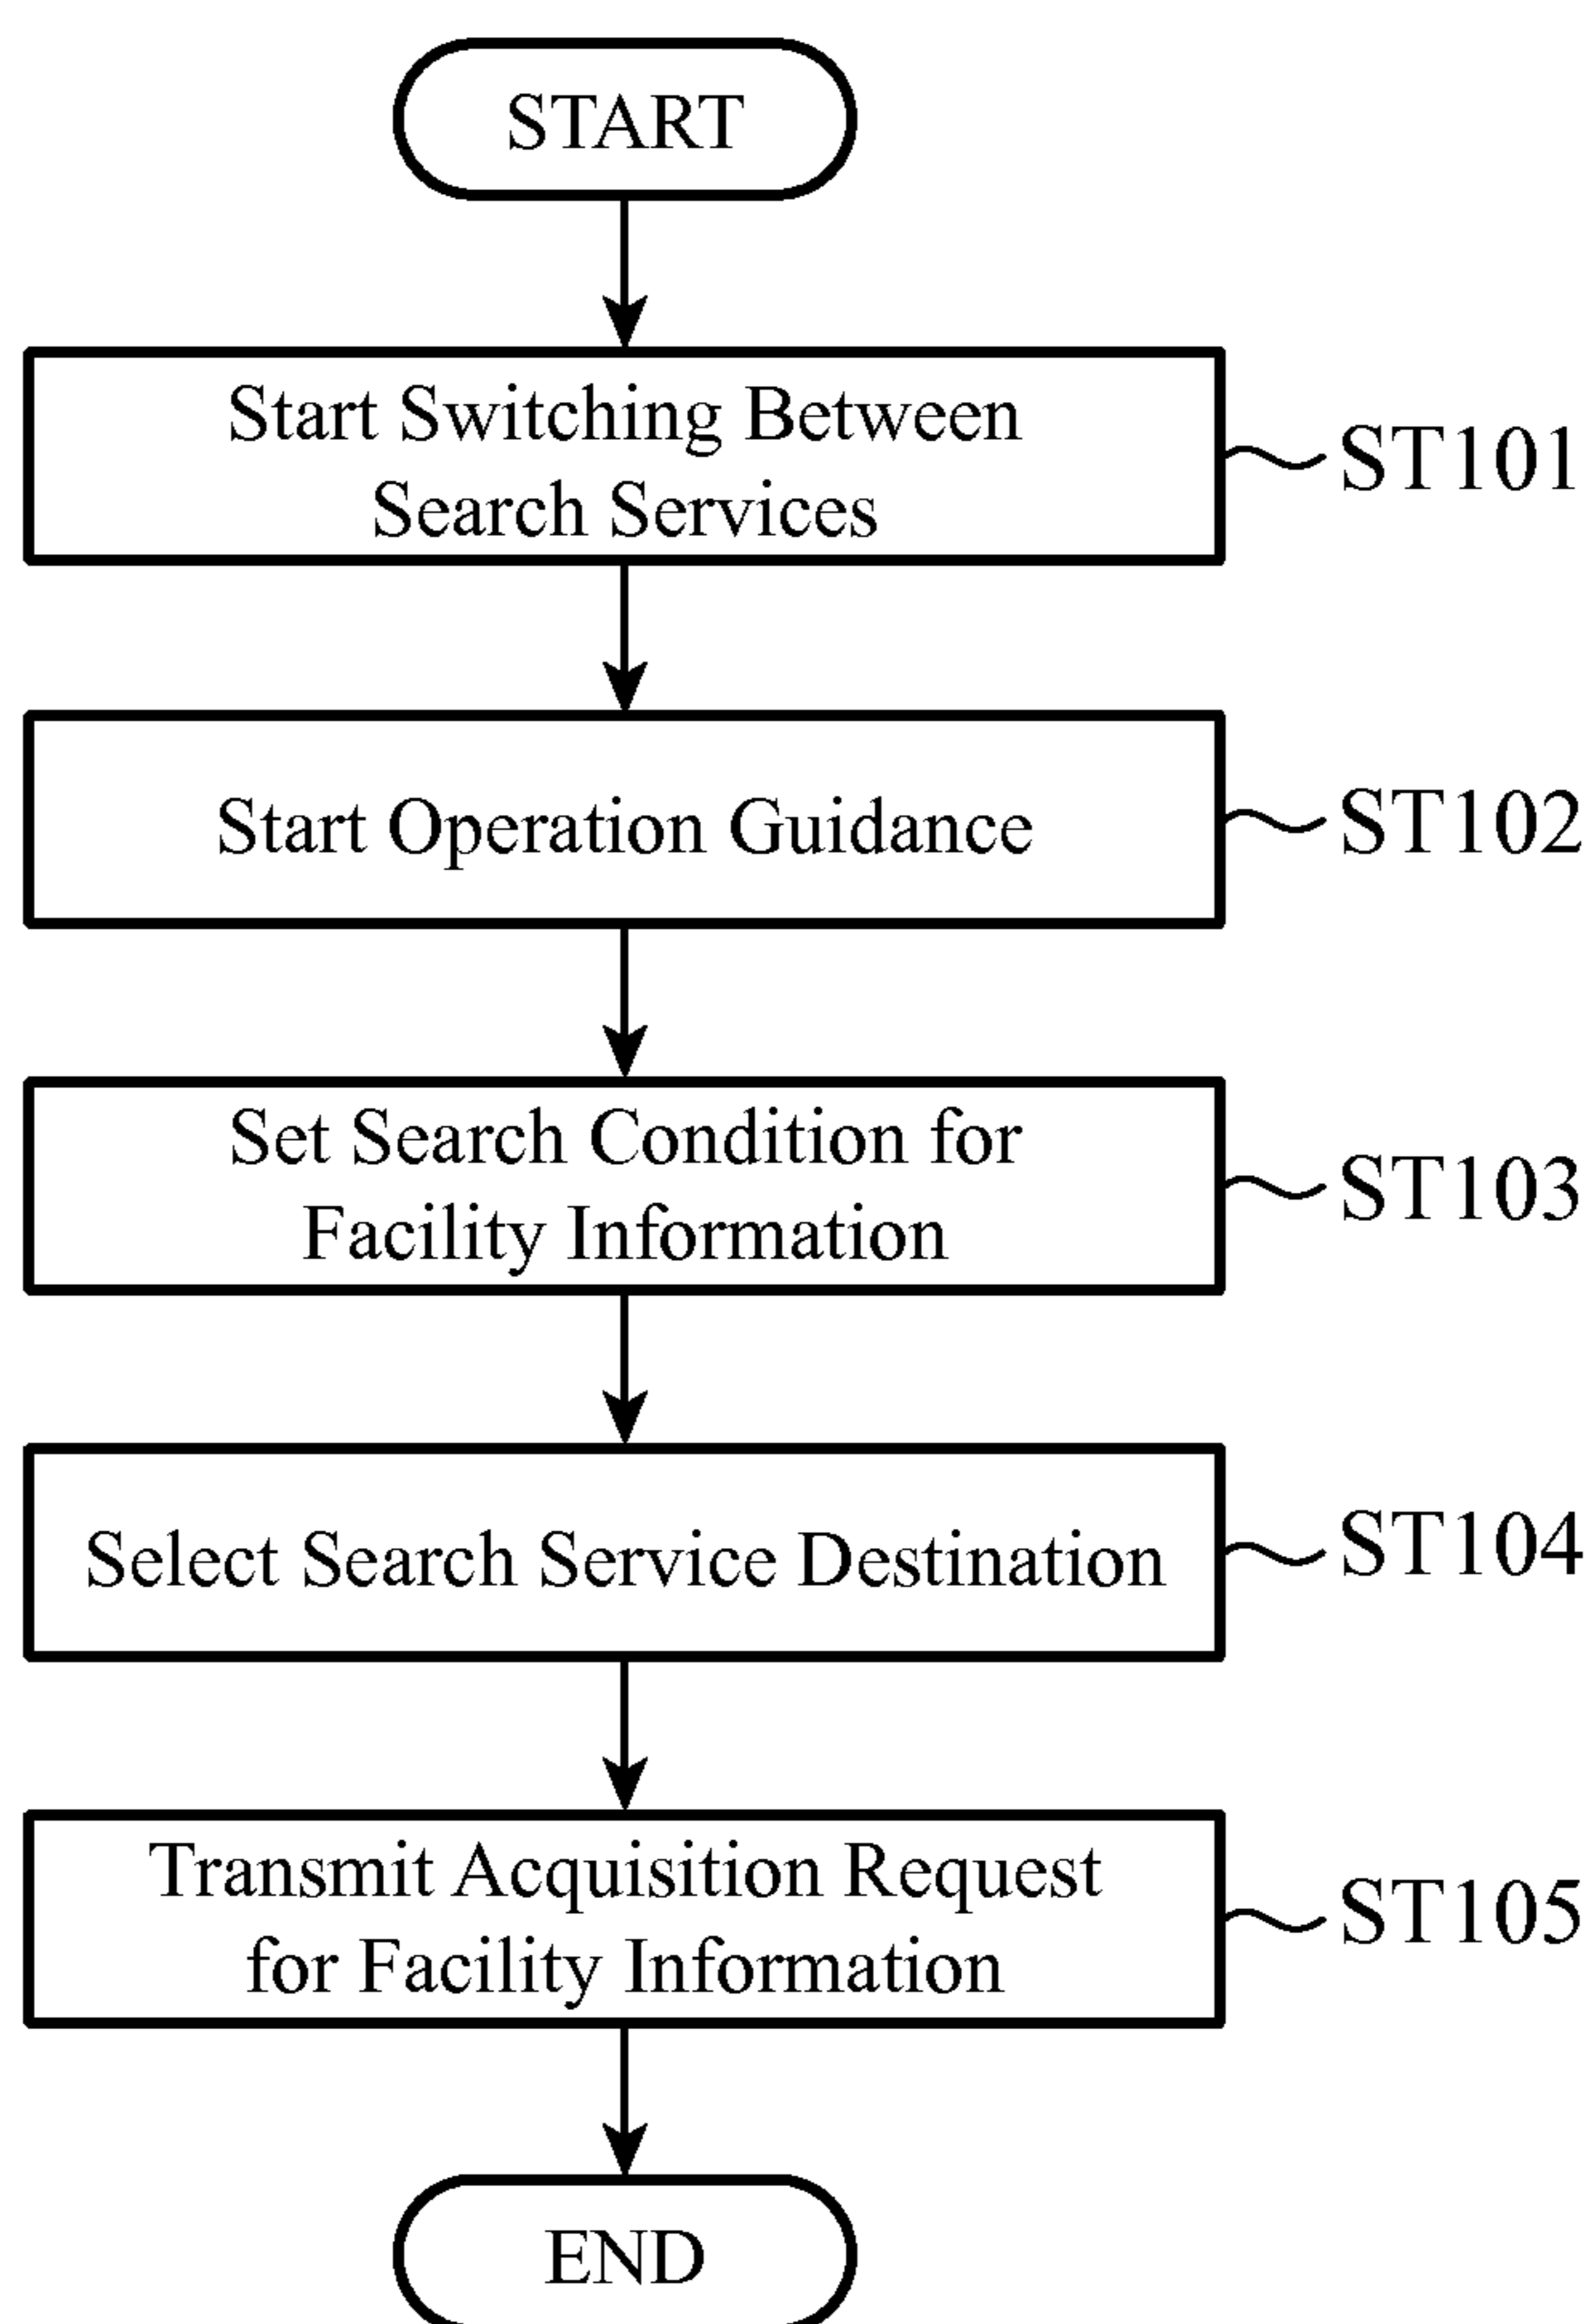 START
Start Switching Between
Search Services
ST101
Start Operation Guidance
ST102
Set Search Condition for
Facility Information
ST103
Select Search Service Destination
ST104
Transmit Acquisition Request
for Facility Information
ST105
END